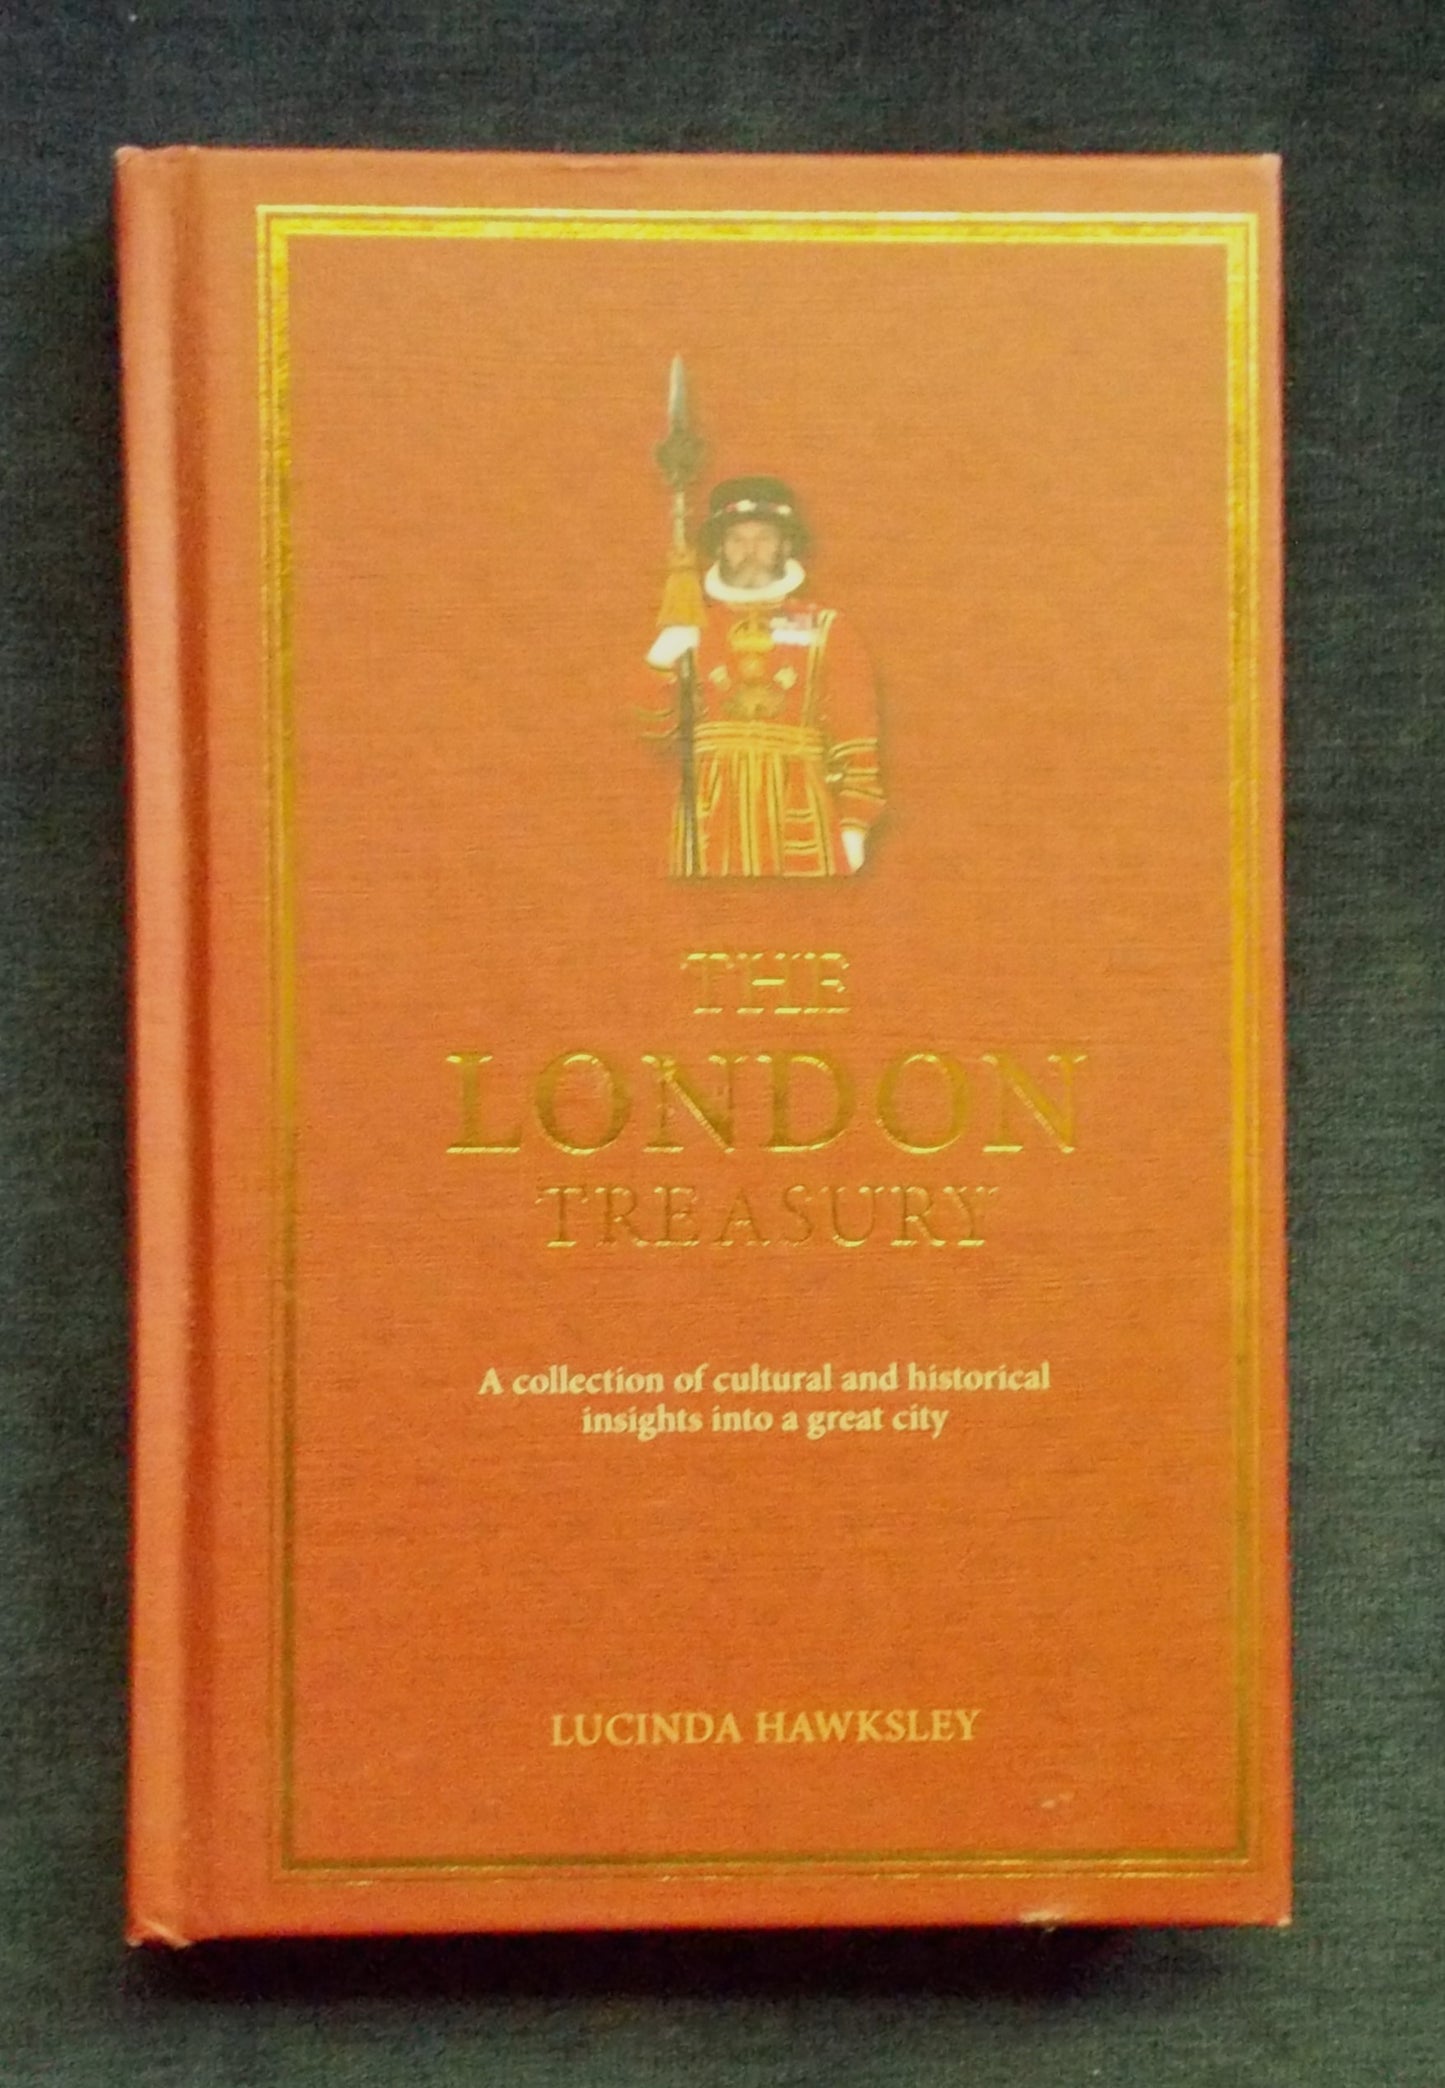 THE
LONDON
TREASURY
A collection of cultural and historical
insights into a great city
LUCINDA HAWKSLEY